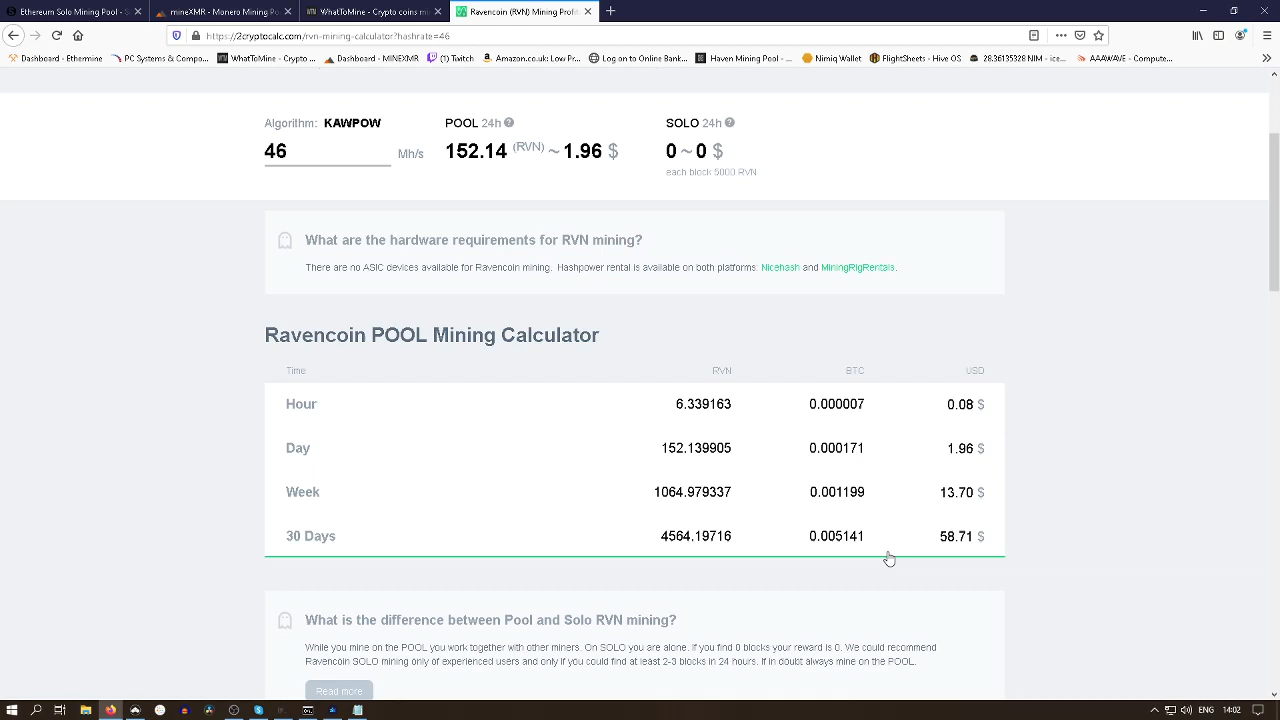 Ethereum Solo Mining Pool - S
mineXMR - Monero Mining Po
WhatToMine - Crypto coins mi
Ravencoin (RVN) Mining Profit
https://2cryptocalc.com/rvn-mining-calculator?hashrate=46
Dashboard - Ethermine
PC Systems & Compo...
WhatToMine - Crypto ...
Dashboard - MINEXMR
Twitch
Amazon.co.uk: Low Pr...
Log on to Online Bank...
Haven Mining Pool - ...
Nimiq Wallet
FlightSheets - Hive OS
28.36135328 NIM - ice...
AAAWAVE - Compute...
Algorithm: KAWPOW
POOL 24h ?
SOLO 24h ?
46 Mh/s
152.14 (RVN) ~ 1.96 $
0 ~ 0 $
each block 5000 RVN
What are the hardware requirements for RVN mining?
There are no ASIC devices available for Ravencoin mining. Hashpower rental is available on both platforms: Nicehash and MiningRigRentals.
Ravencoin POOL Mining Calculator
Time RVN BTC USD
Hour 6.339163 0.000007 0.08 $
Day 152.139905 0.000171 1.96 $
Week 1064.979337 0.001199 13.70 $
30 Days 4564.19716 0.005141 58.71 $
What is the difference between Pool and Solo RVN mining?
While you mine on the POOL you work together with other miners. On SOLO you are alone. If you find 0 blocks your reward is 0. We could recommend
Ravencoin SOLO mining only of experienced users and only if you could find at least 2-3 blocks in 24 hours. If in doubt always mine on the POOL.
Read more
ENG 14:02